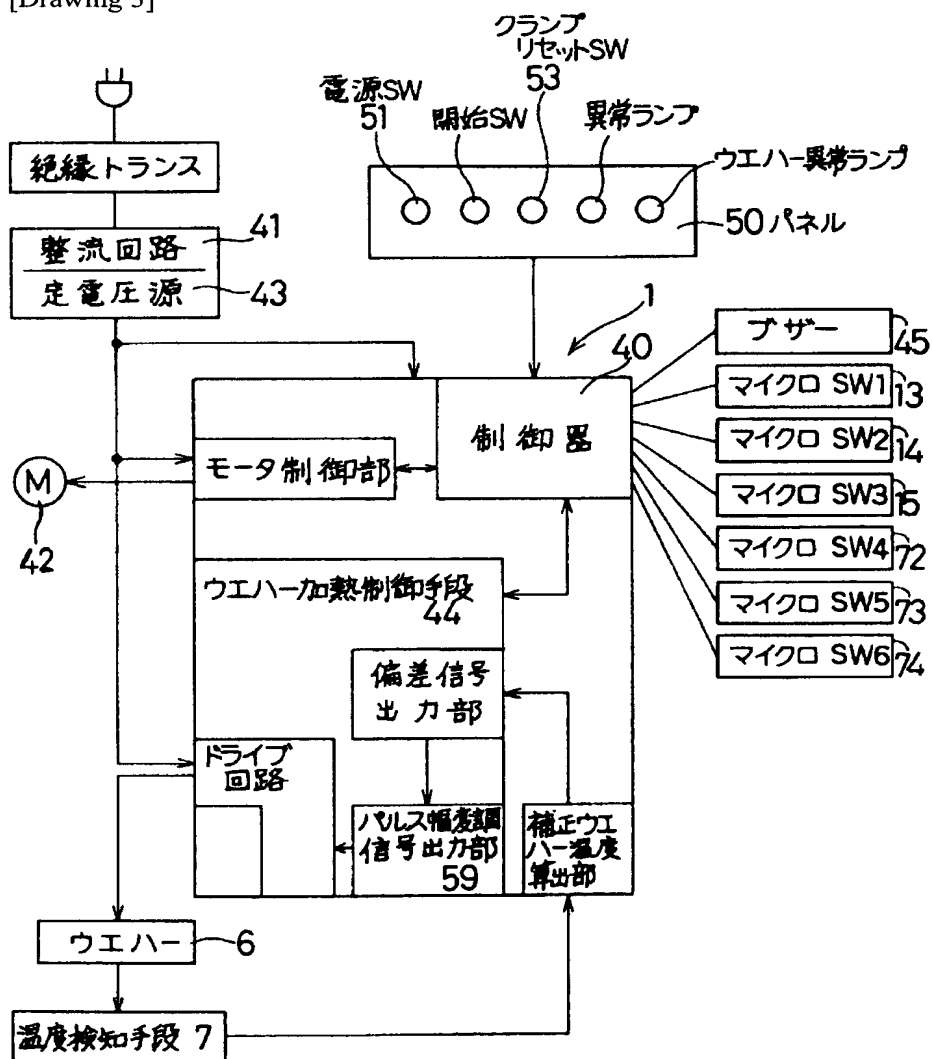 [Drawing 3]
クランプ
リセットSW
53
電源SW
51
開始SW
異常ランプ
ウエハー異常ランプ
50 パネル
絶縁トランス
整流回路
41
定電圧源
43
1
40
制御器
モータ制御部
M
42
ブザー
45
マイクロ SW1
13
マイクロ SW2
14
マイクロ SW3
15
マイクロ SW4
72
マイクロ SW5
73
マイクロ SW6
74
ウエハー加熱制御手段
44
偏差信号
出力部
ドライブ
回路
パルス幅変調
信号出力部
59
補正ウエ
ハー温度
算出部
ウエハー
6
温度検知手段 7